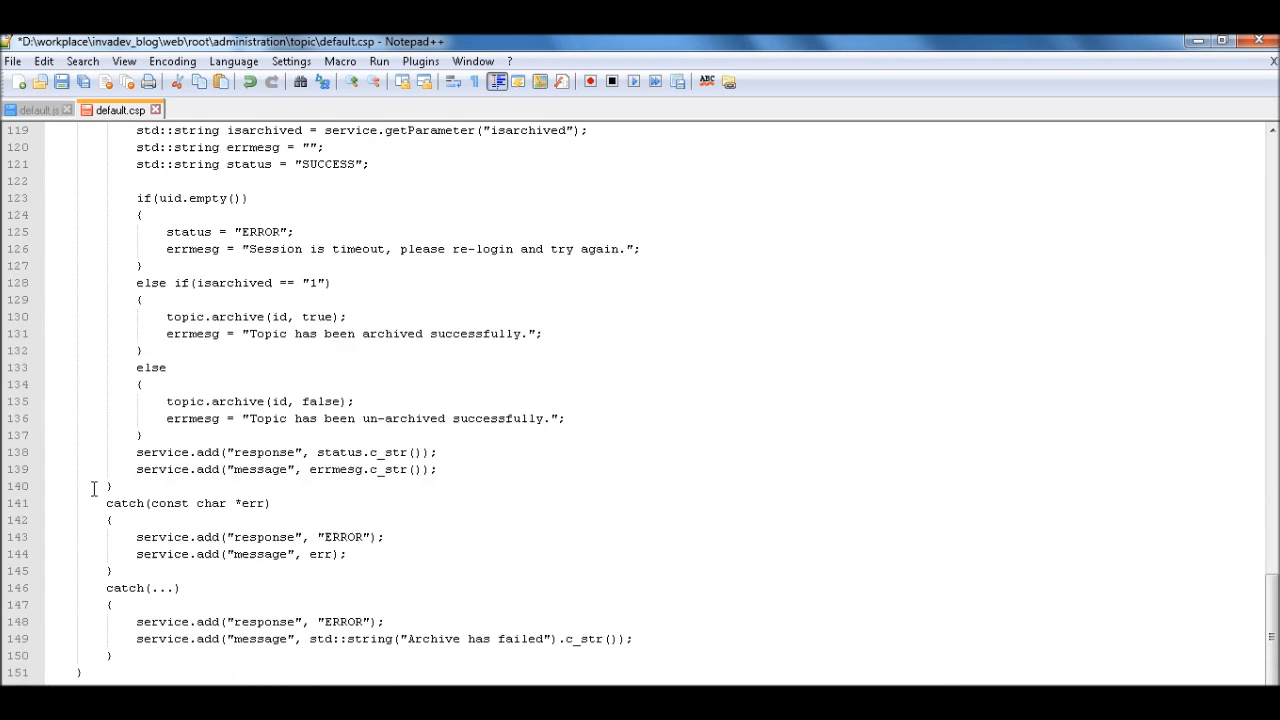 *D:\workplace\invadev_blog\web\root\administration\topic\default.csp - Notepad++
File Edit Search View Encoding Language Settings Macro Run Plugins Window ? X
default.js default.csp
119 std::string isarchived = service.getParameter("isarchived");
120 std::string errmesg = "";
121 std::string status = "SUCCESS";
122
123 if(uid.empty())
124 {
125 status = "ERROR";
126 errmesg = "Session is timeout, please re-login and try again.";
127 }
128 else if(isarchived == "1")
129 {
130 topic.archive(id, true);
131 errmesg = "Topic has been archived successfully.";
132 }
133 else
134 {
135 topic.archive(id, false);
136 errmesg = "Topic has been un-archived successfully.";
137 }
138 service.add("response", status.c_str());
139 service.add("message", errmesg.c_str());
140 }
141 catch(const char *err)
142 {
143 service.add("response", "ERROR");
144 service.add("message", err);
145 }
146 catch(...)
147 {
148 service.add("response", "ERROR");
149 service.add("message", std::string("Archive has failed").c_str());
150 }
151 }